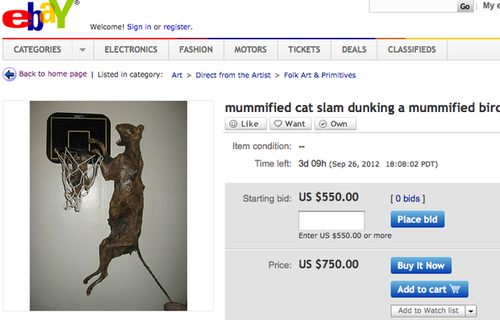 Go
My e
ebaY
Welcome! Sign in or register.
CATEGORIES ELECTRONICS FASHION MOTORS TICKETS DEALS CLASSIFIEDS
Back to home page | Listed in category: Art > Direct from the Artist > Folk Art & Primitives
mummified cat slam dunking a mummified bird
Like Want Own
Item condition: --
Time left: 3d 09h (Sep 26, 2012 18:08:02 PDT)
Starting bid: US $550.00 [ 0 bids ]
Place bid
Enter US $550.00 or more
Price: US $750.00 Buy It Now
Add to cart
Add to Watch list